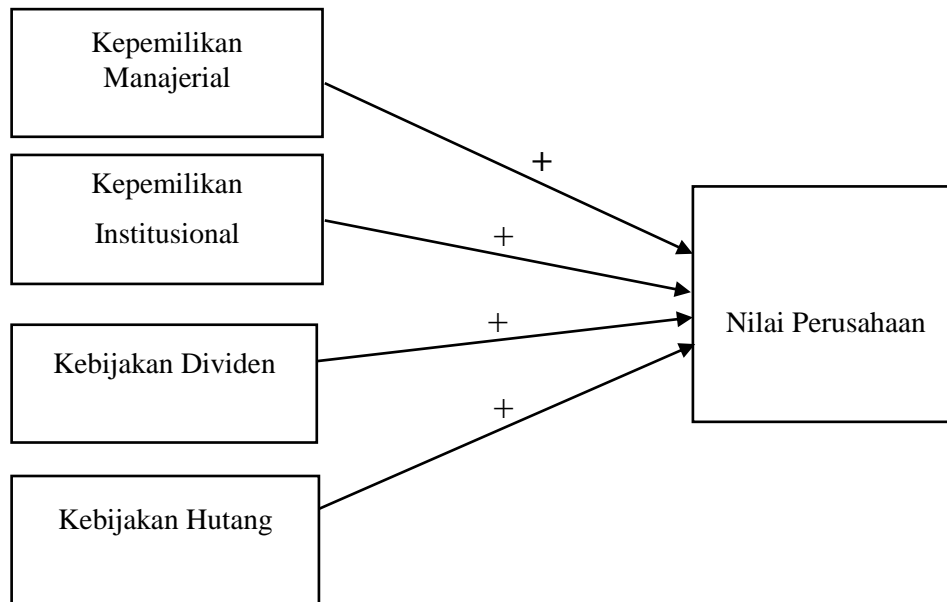 Kepemilikan
Manajerial
+
Kepemilikan
Institusional
+
Nilai Perusahaan
+
Kebijakan Dividen
+
Kebijakan Hutang